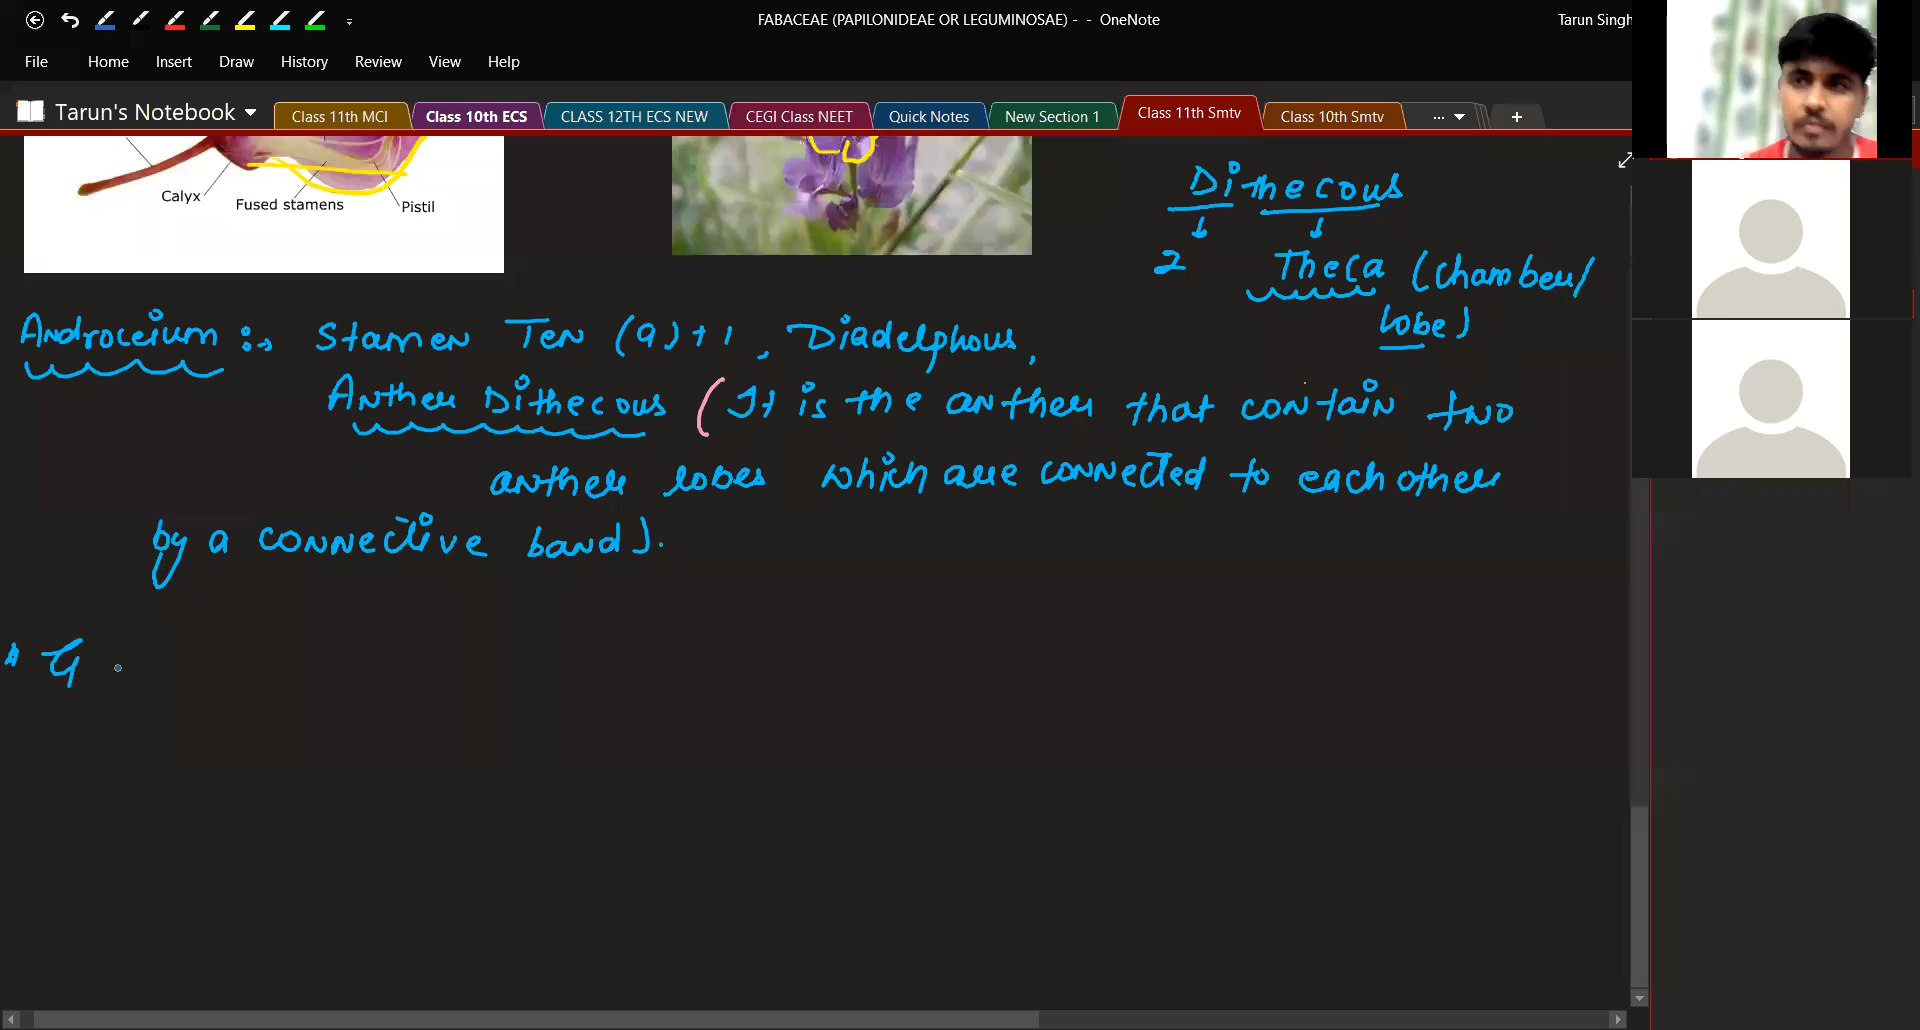 FABACEAE (PAPILONIDEAE OR LEGUMINOSAE) - - OneNote
Tarun Singh
File Home Insert Draw History Review View Help
Tarun's Notebook
Class 11th MCI
Class 10th ECS
CLASS 12TH ECS NEW
CEGI Class NEET
Quick Notes
New Section 1
Class 11th Smtv
Class 10th Smtv
...
+
Calyx
Fused stamens
Pistil
Dithecous
2 Theca (chamber/
lobe)
Androceium :- Stamen Ten (9)+1, Diadelphous,
Anther Dithecous (It is the anther that contain two
anther lobes which are connected to each other
by a connective band).
G